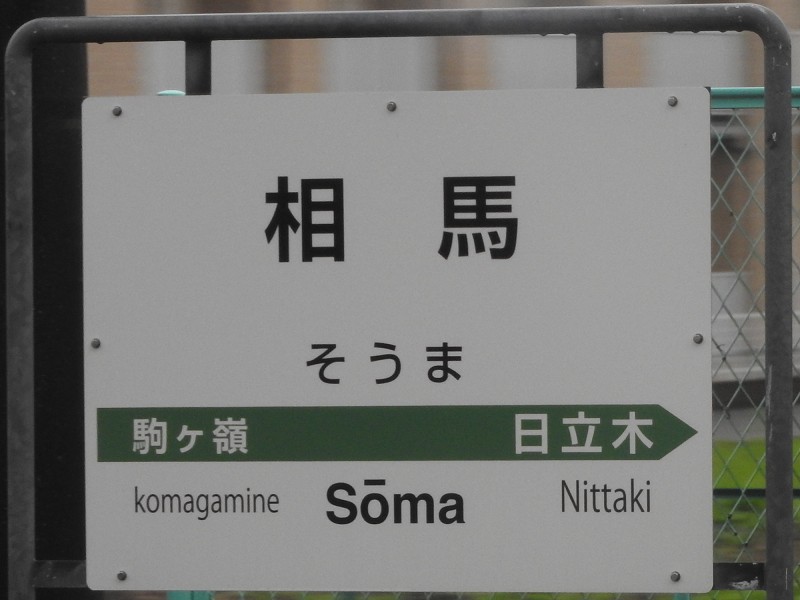 相 馬
そうま
駒ヶ嶺 日立木
komagamine Sōma Nittaki